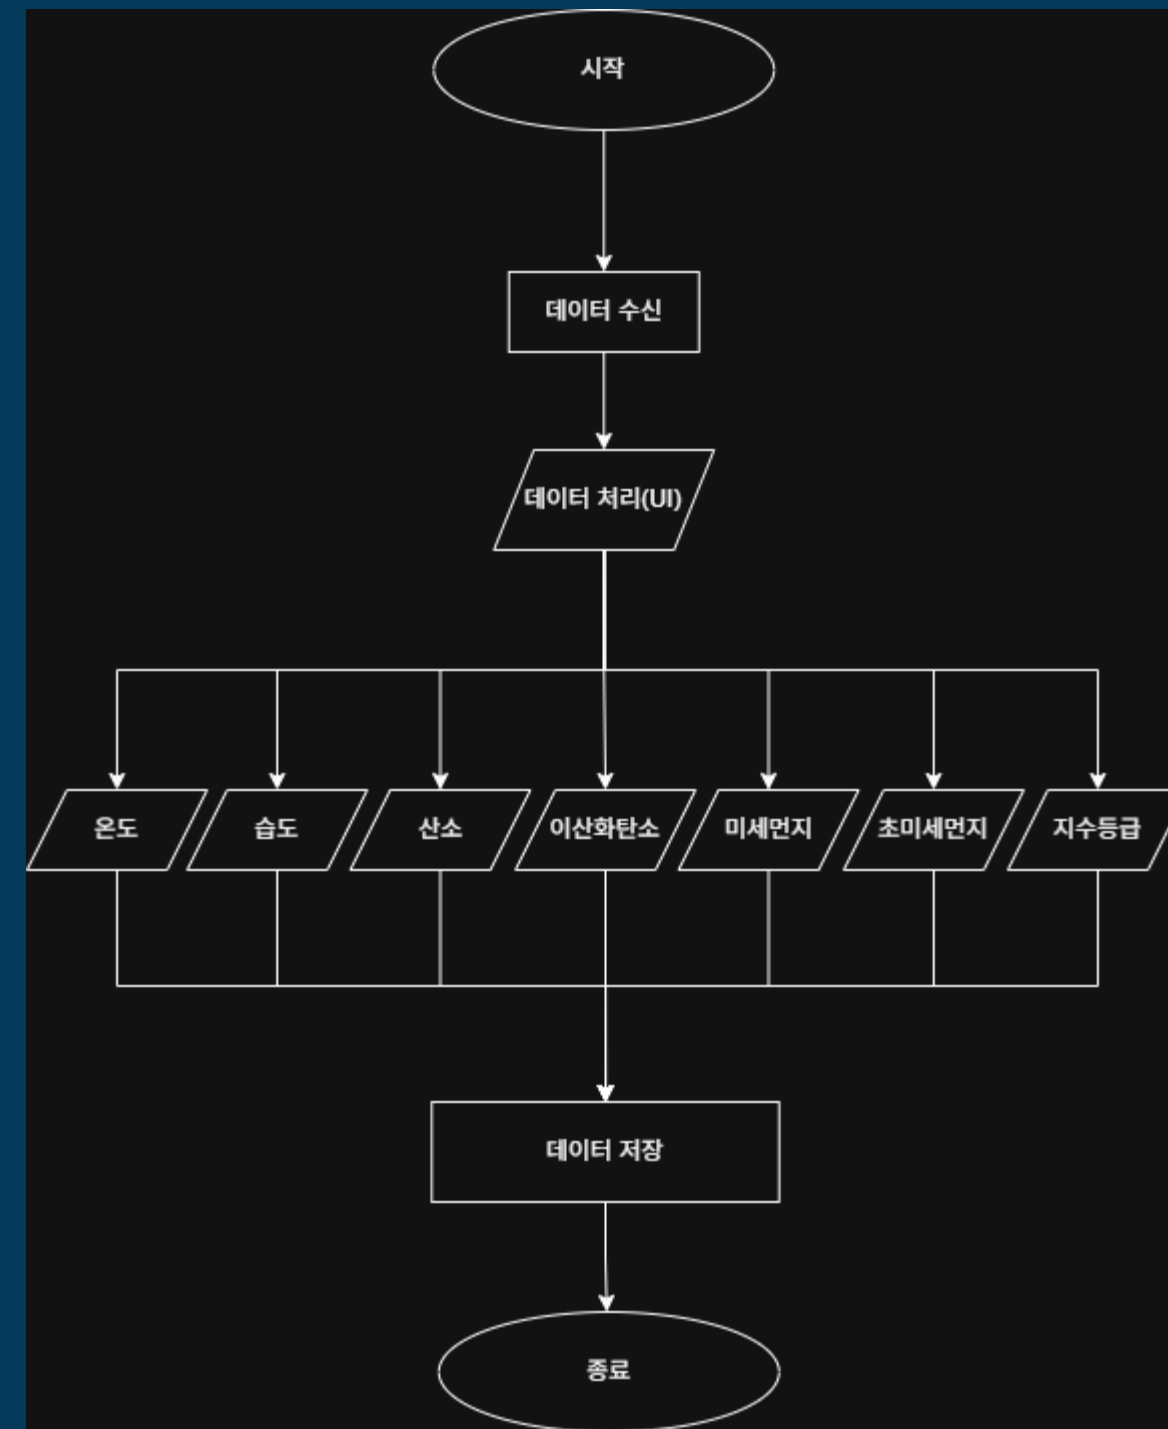 시작
데이터 수신
데이터 처리(UI)
온도
습도
산소
이산화탄소
미세먼지
초미세먼지
지수등급
데이터 저장
종료